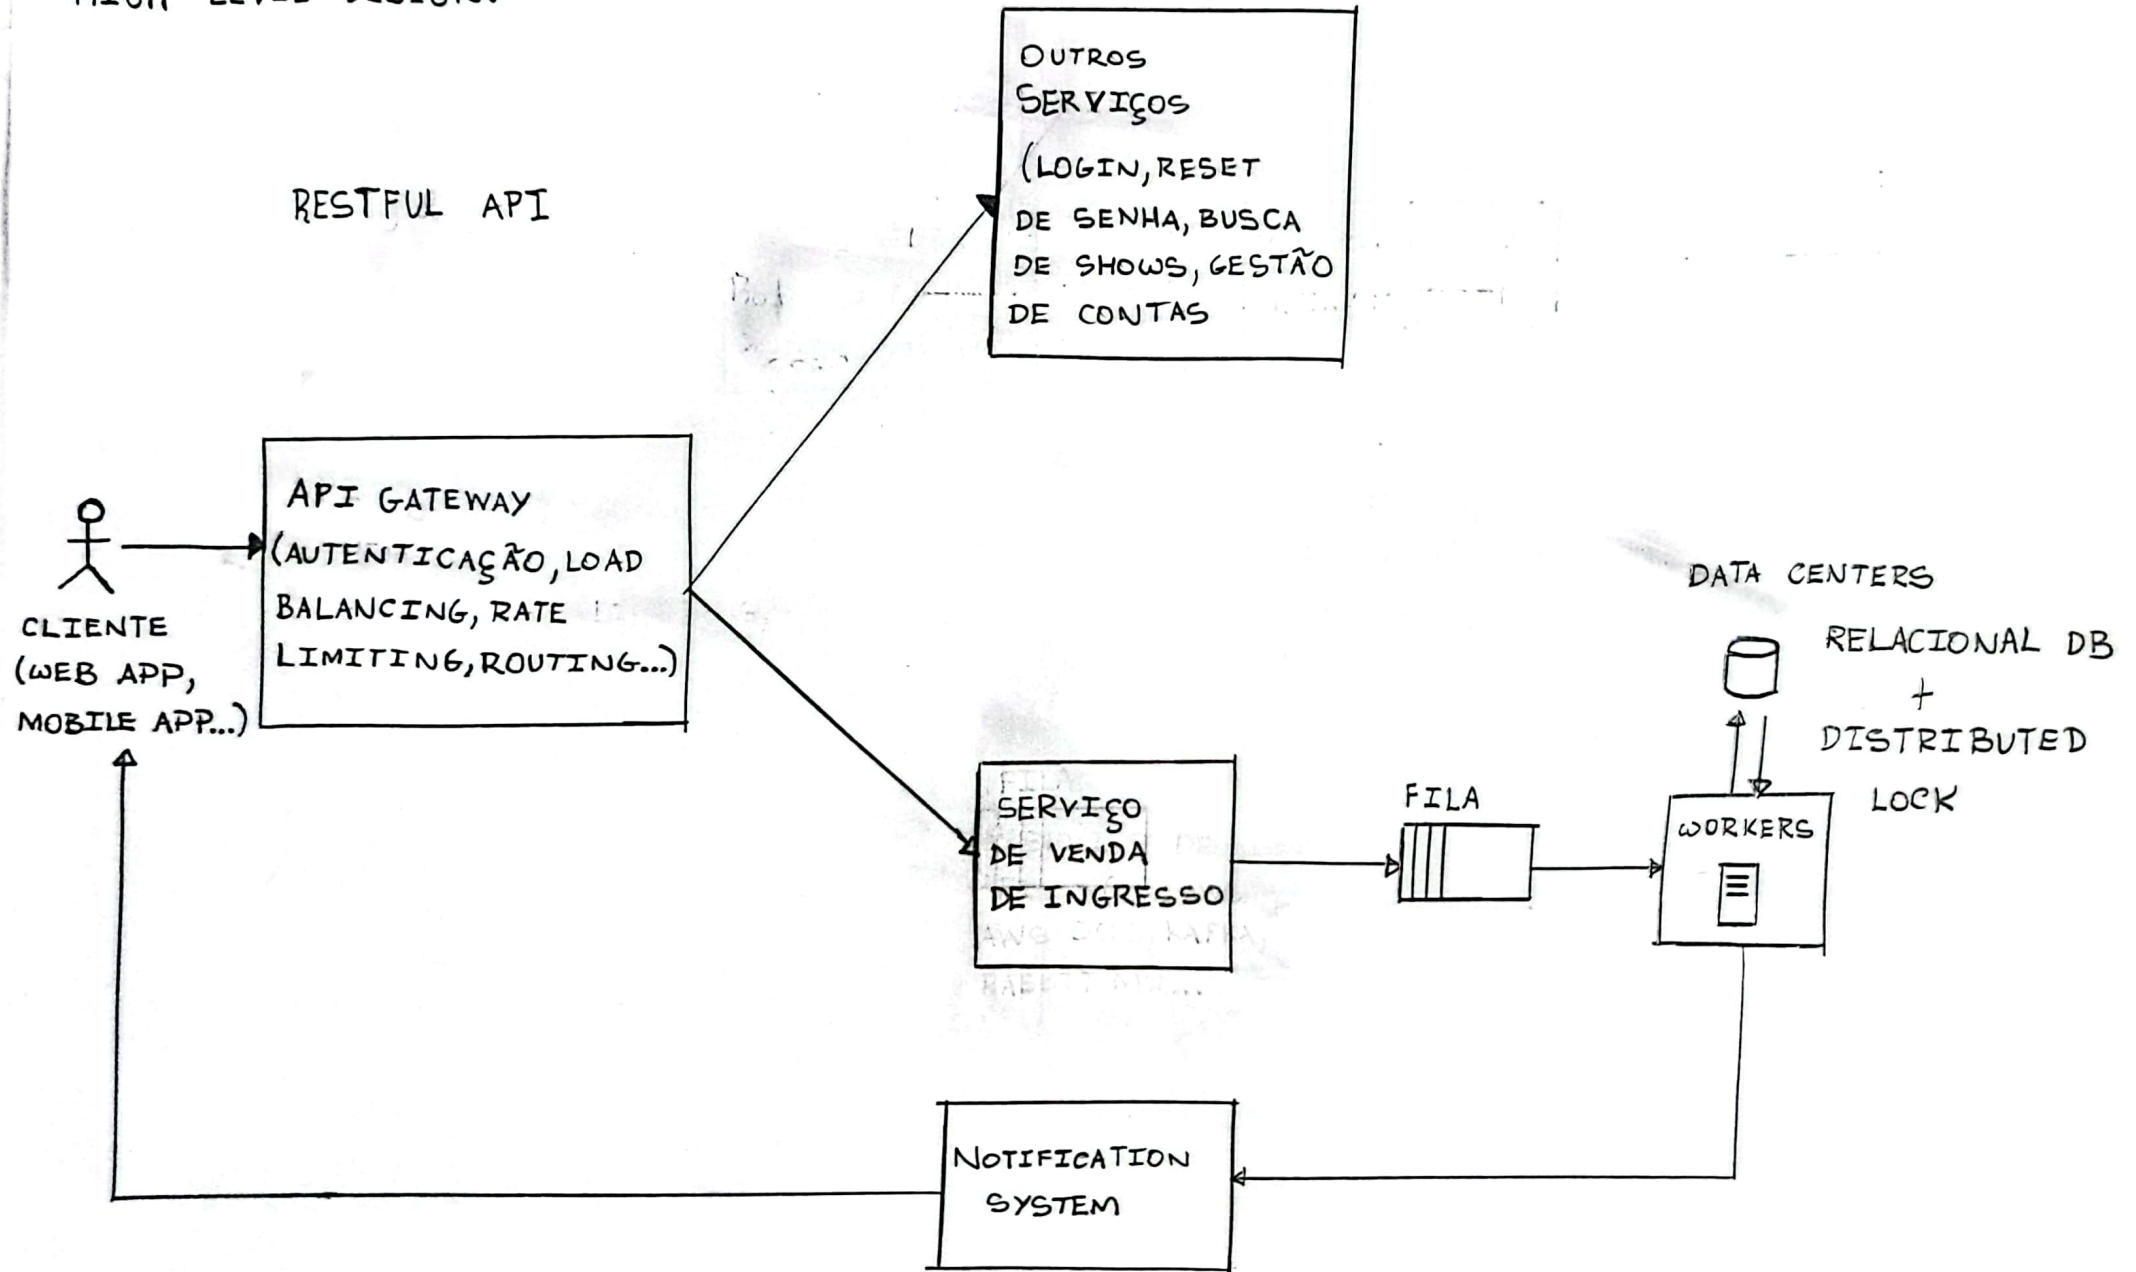 OUTROS
SERVIÇOS
(LOGIN, RESET
DE SENHA, BUSCA
DE SHOWS, GESTÃO
DE CONTAS
RESTFUL API
API GATEWAY
(AUTENTICAÇÃO, LOAD
BALANCING, RATE
LIMITING, ROUTING...)
CLIENTE
(WEB APP,
MOBILE APP...)
DATA CENTERS
RELACIONAL DB
+
DISTRIBUTED
LOCK
SERVIÇO
DE VENDA
DE INGRESSO
FILA
WORKERS
NOTIFICATION
SYSTEM